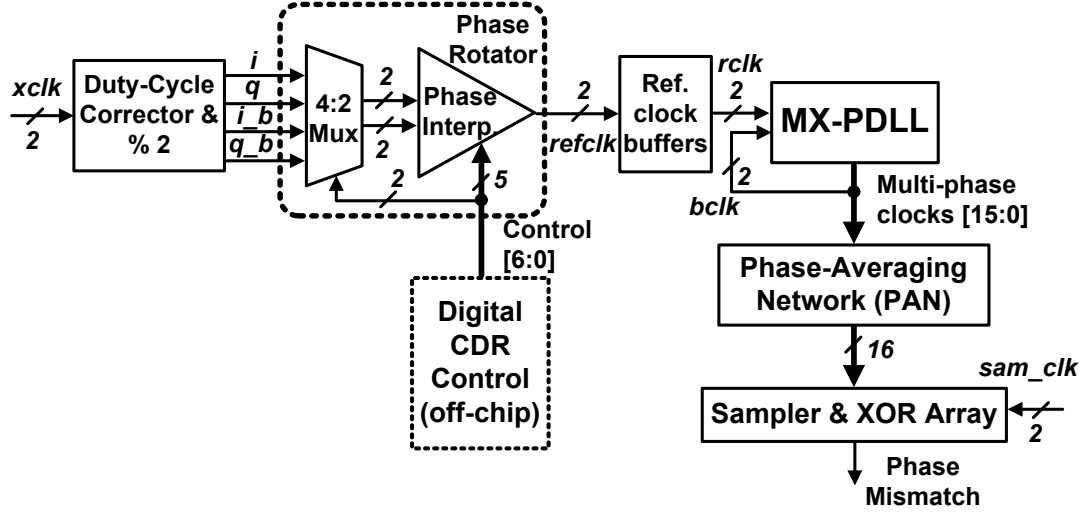 xclk
2
Duty-Cycle
Corrector &
% 2
i
q
i_b
q_b
4:2
Mux
2
2
Phase
Rotator
Phase
Interp.
2
5
2
refclk
Ref.
clock
buffers
rclk
2
MX-PDLL
2
bclk
Multi-phase
clocks [15:0]
Control
[6:0]
Digital
CDR
Control
(off-chip)
Phase-Averaging
Network (PAN)
16
sam_clk
2
Sampler & XOR Array
Phase
Mismatch